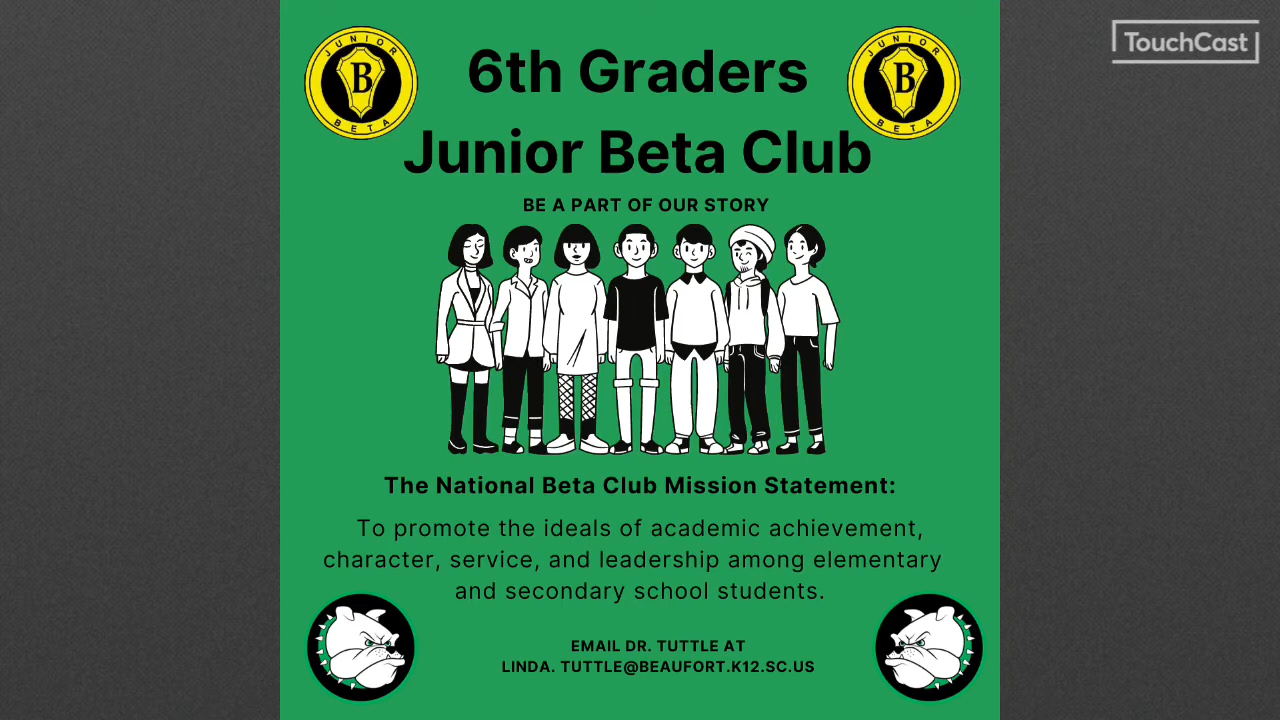 TouchCast
JUNIOR
B
BETA
JUNIOR
B
BETA
6th Graders
Junior Beta Club
BE A PART OF OUR STORY
The National Beta Club Mission Statement:
To promote the ideals of academic achievement,
character, service, and leadership among elementary
and secondary school students.
EMAIL DR. TUTTLE AT
LINDA. TUTTLE@BEAUFORT.K12.SC.US